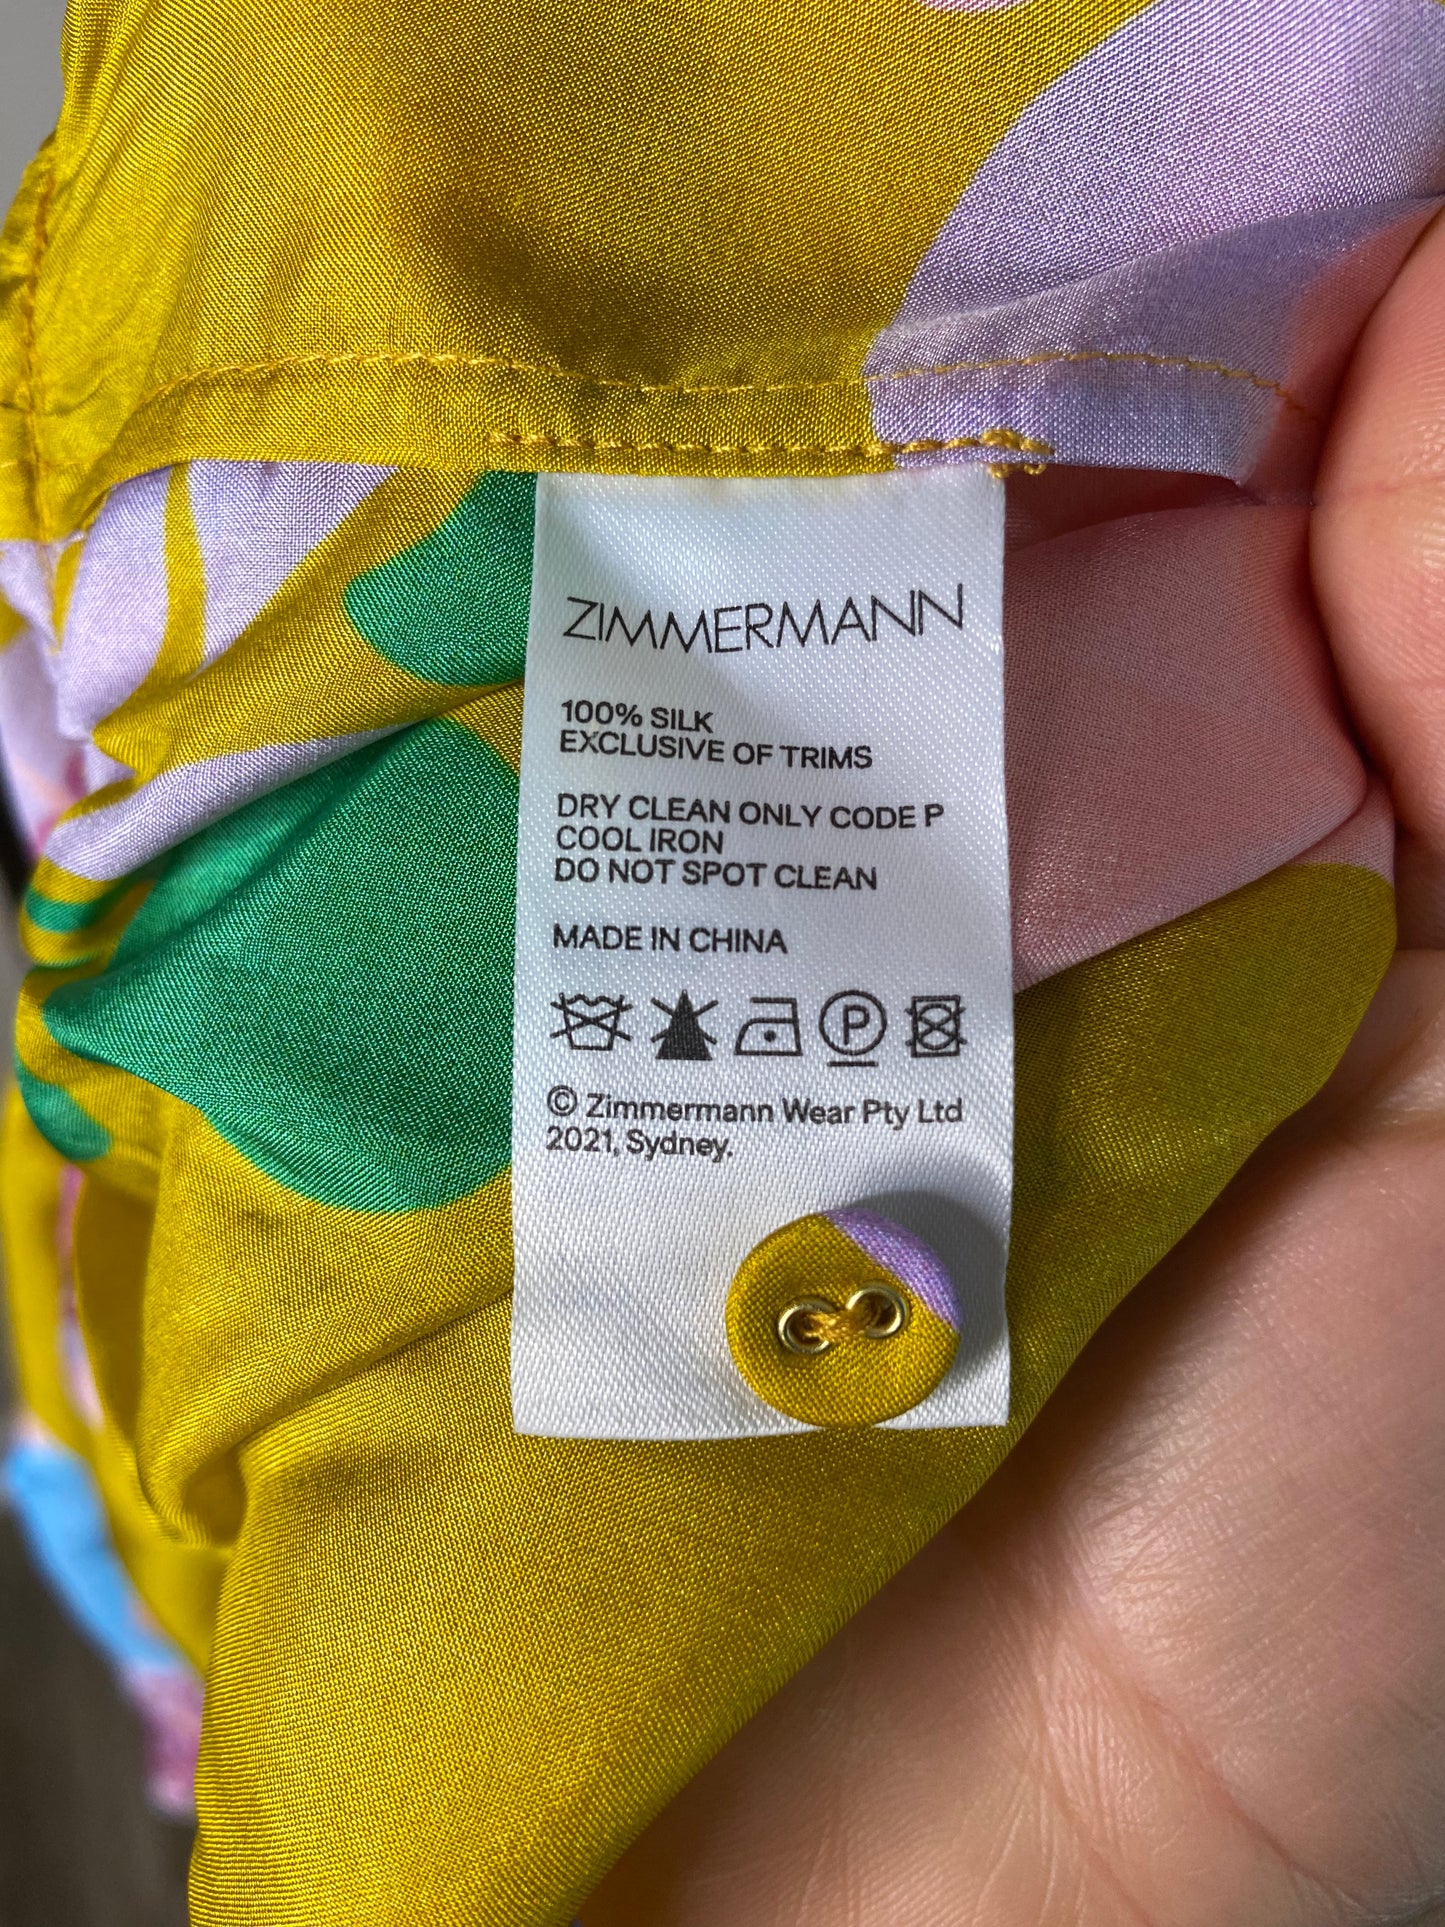 ZIMMERMANN
100% SILK
EXCLUSIVE OF TRIMS
DRY CLEAN ONLY CODE P
COOL IRON
DO NOT SPOT CLEAN
MADE IN CHINA
P
© Zimmermann Wear Pty Ltd
2021, Sydney.